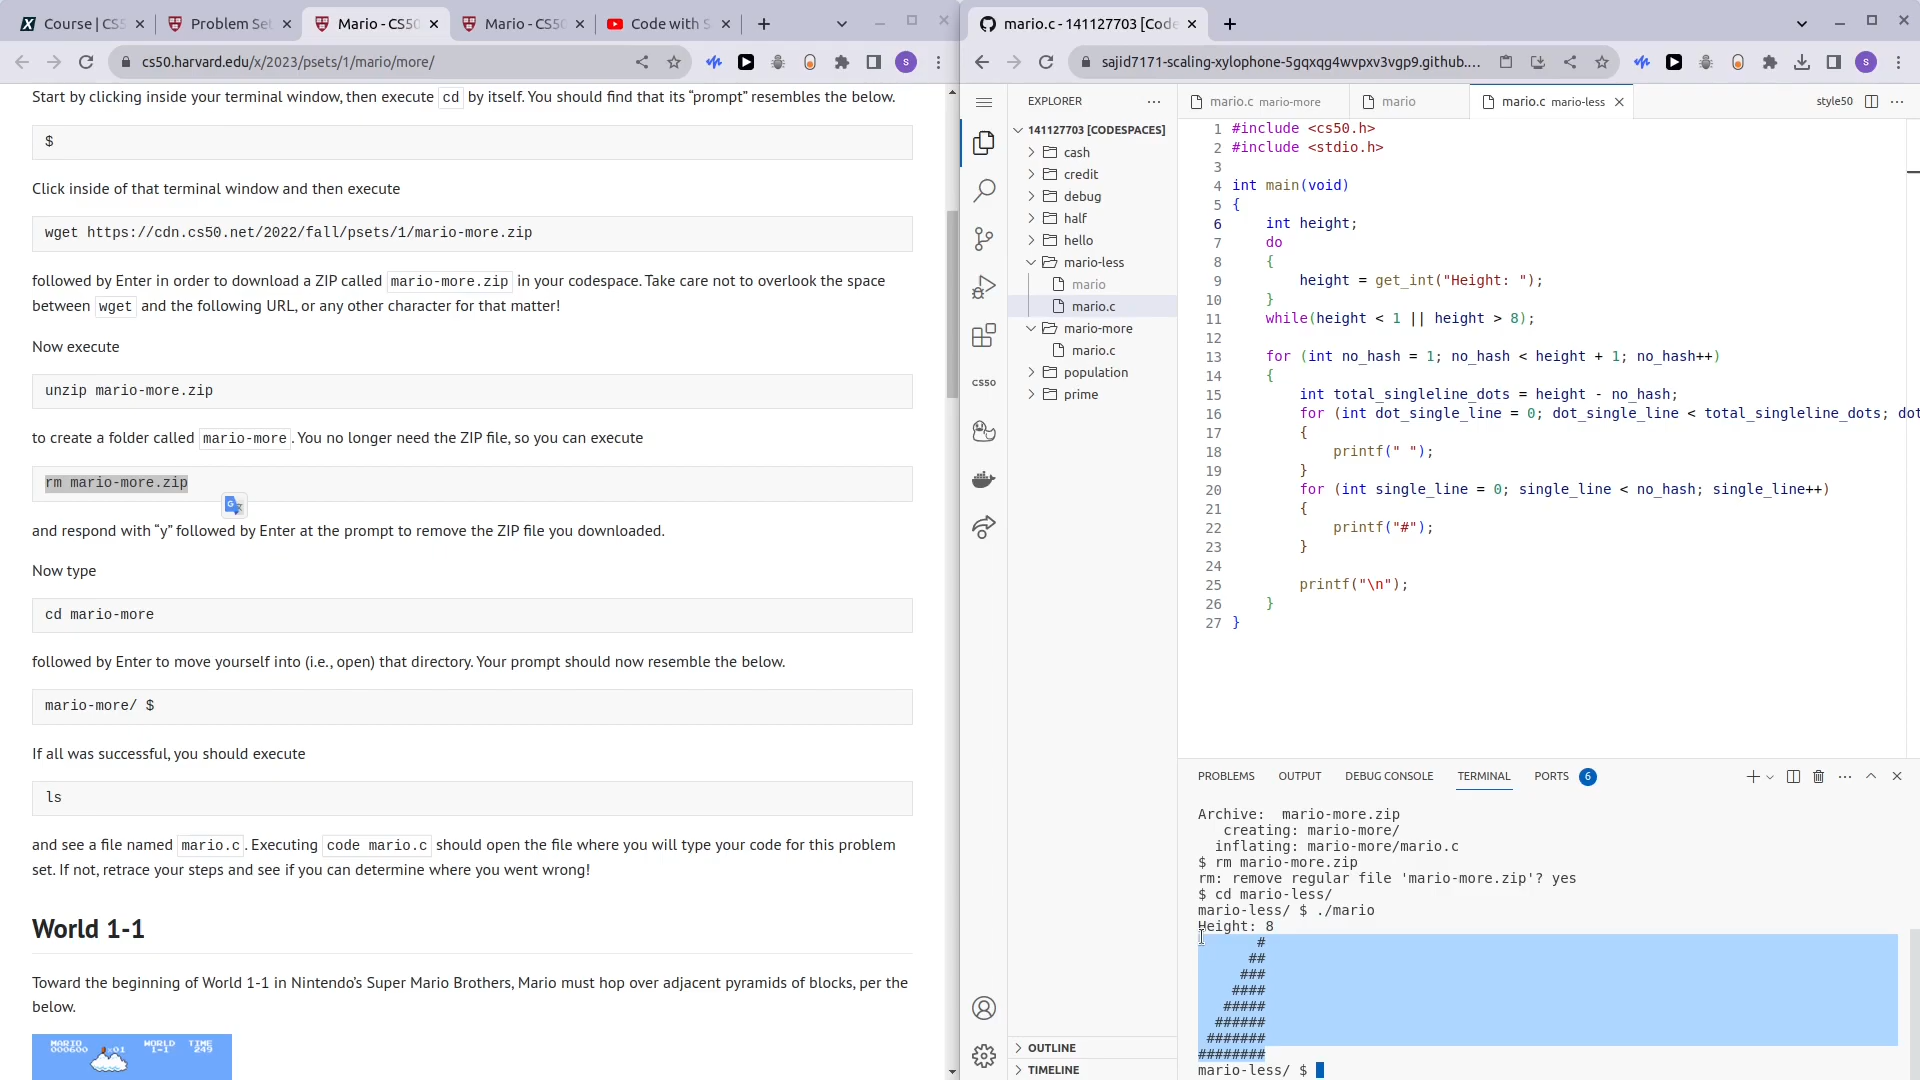 Course | CS5
Problem Se
Mario - CS50
Mario - CS50
Code with S
cs50.harvard.edu/x/2023/psets/1/mario/more/
S
Start by clicking inside your terminal window, then execute cd by itself. You should find that its “prompt” resembles the below.
$
Click inside of that terminal window and then execute
wget https://cdn.cs50.net/2022/fall/psets/1/mario-more.zip
followed by Enter in order to download a ZIP called mario-more.zip in your codespace. Take care not to overlook the space
between wget and the following URL, or any other character for that matter!
Now execute
unzip mario-more.zip
to create a folder called mario-more. You no longer need the ZIP file, so you can execute
rm mario-more.zip
and respond with “y” followed by Enter at the prompt to remove the ZIP file you downloaded.
Now type
cd mario-more
followed by Enter to move yourself into (i.e., open) that directory. Your prompt should now resemble the below.
mario-more/ $
If all was successful, you should execute
ls
and see a file named mario.c. Executing code mario.c should open the file where you will type your code for this problem
set. If not, retrace your steps and see if you can determine where you went wrong!
World 1-1
Toward the beginning of World 1-1 in Nintendo’s Super Mario Brothers, Mario must hop over adjacent pyramids of blocks, per the
below.
MARIO WORLD TIME
000600 01 1-1 249
mario.c - 141127703 [Code
sajid7171-scaling-xylophone-5gqxqg4wvpxv3vgp9.github....
S
EXPLORER
141127703 [CODESPACES]
cash
credit
debug
half
hello
mario-less
mario
mario.c
mario-more
mario.c
population
prime
CS50
OUTLINE
TIMELINE
mario.c mario-more
mario
mario.c mario-less
style50
1 #include <cs50.h>
2 #include <stdio.h>
3
4 int main(void)
5 {
6     int height;
7     do
8     {
9         height = get_int("Height: ");
10     }
11     while(height < 1 || height > 8);
12
13     for (int no_hash = 1; no_hash < height + 1; no_hash++)
14     {
15         int total_singleline_dots = height - no_hash;
16         for (int dot_single_line = 0; dot_single_line < total_singleline_dots; dot
17         {
18             printf(" ");
19         }
20         for (int single_line = 0; single_line < no_hash; single_line++)
21         {
22             printf("#");
23         }
24
25         printf("\n");
26     }
27 }
PROBLEMS OUTPUT DEBUG CONSOLE TERMINAL PORTS 6
Archive:  mario-more.zip
   creating: mario-more/
  inflating: mario-more/mario.c
$ rm mario-more.zip
rm: remove regular file 'mario-more.zip'? yes
$ cd mario-less/
mario-less/ $ ./mario
Height: 8
       #
      ##
     ###
    ####
   #####
  ######
 #######
########
mario-less/ $